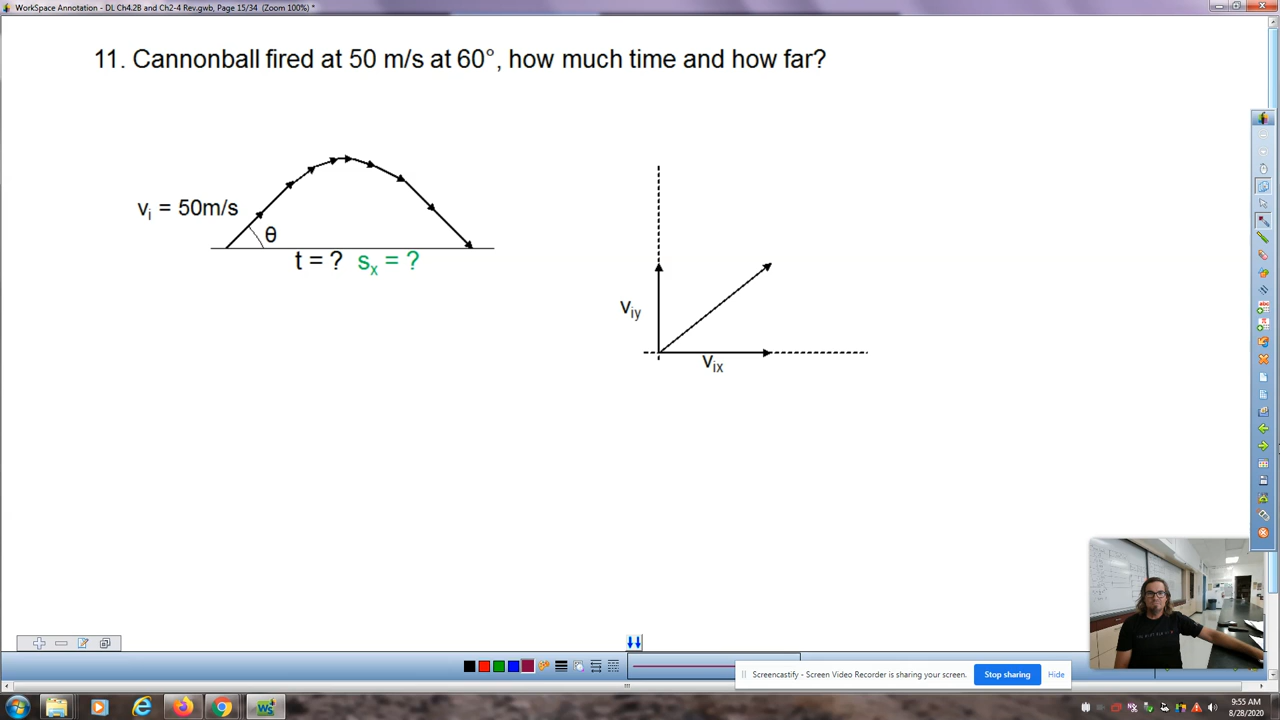 WorkSpace Annotation - DL Ch4.2B and Ch2-4 Rev.gwb, Page 15/34 (Zoom 100%) *
11. Cannonball fired at 50 m/s at 60°, how much time and how far?
vi = 50m/s
θ
t = ? sx = ?
viy
vix
Screencastify - Screen Video Recorder is sharing your screen.
Stop sharing
Hide
9:55 AM
8/28/2020